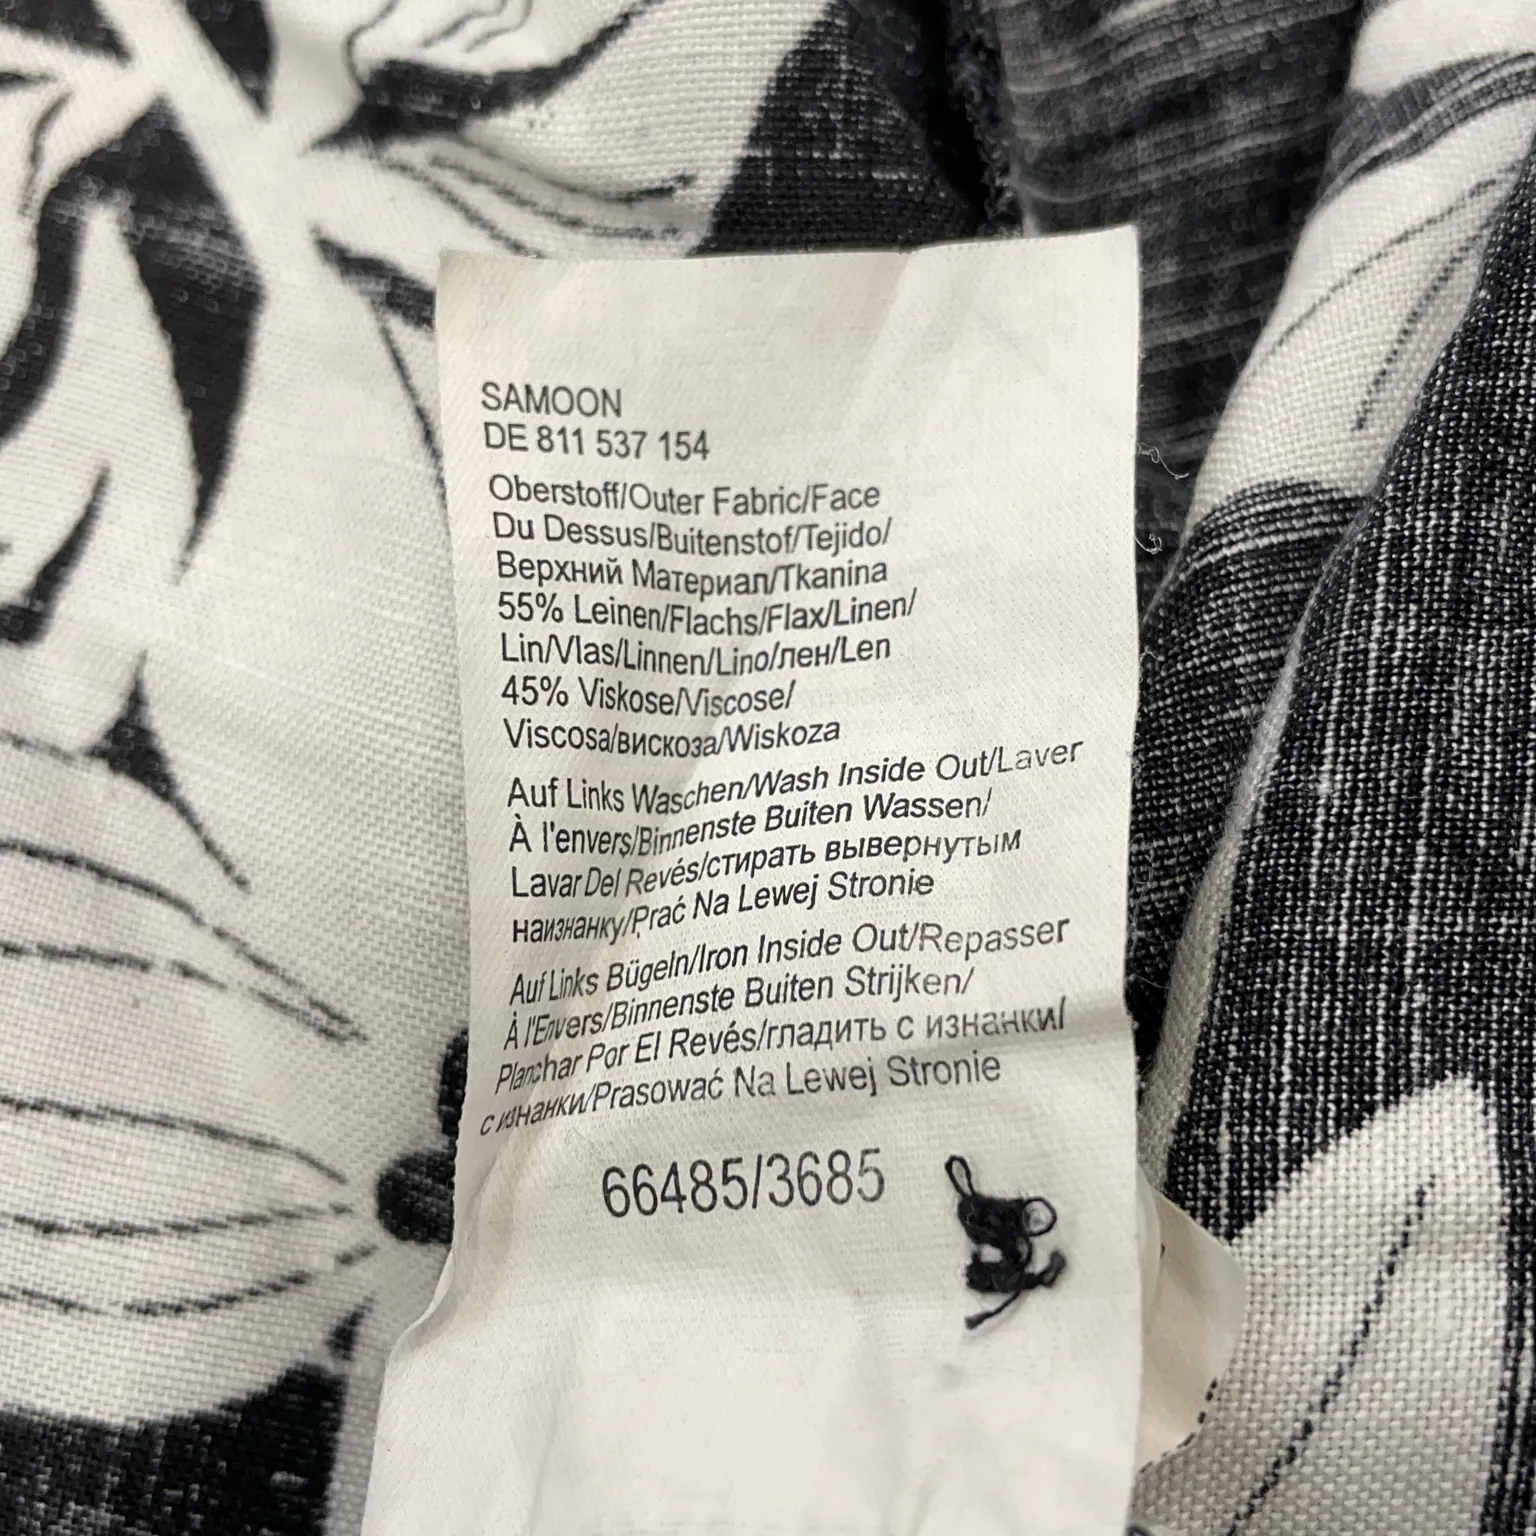 SAMOON
DE 811 537 154
Oberstoff/Outer Fabric/Face
Du Dessus/Buitenstof/Tejido/
Верхний Материал/Tkanina
55% Leinen/Flachs/Flax/Linen/
Lin/Vlas/Linnen/Lino/лен/Len
45% Viskose/Viscose/
Viscosa/вискоза/Wiskoza
Auf Links Waschen/Wash Inside Out/Laver
À l'envers/Binnenste Buiten Wassen/
Lavar Del Revés/стирать вывернутым
наизнанку/Prać Na Lewej Stronie
Auf Links Bügeln/Iron Inside Out/Repasser
À l'Envers/Binnenste Buiten Strijken/
Planchar Por El Revés/гладить с изнанки/
с изнанки/Prasować Na Lewej Stronie
66485/3685